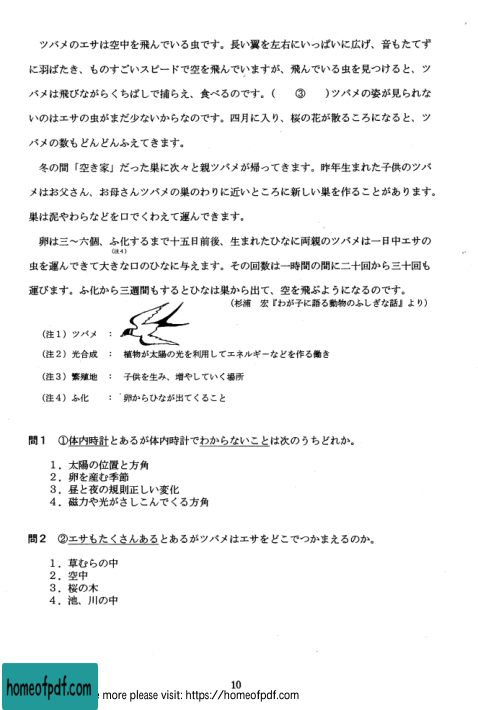 ツバメのエサは空中を飛んでいる虫です。長い翼を左右にいっぱいに広げ、音もたてず
に羽ばたき、ものすごいスピードで空を飛んでいますが、飛んでいる虫を見つけると、ツ
バメは飛びながらくちばしで捕らえ、食べるのです。(　③　)ツバメの姿が見られな
いのはエサの虫がまだ少ないからなのです。四月に入り、桜の花が散るころになると、ツ
バメの数もどんどんふえてきます。
冬の間「空き家」だった巣に次々と親ツバメが帰ってきます。昨年生まれた子供のツバ
メはお父さん、お母さんツバメの巣のわりに近いところに新しい巣を作ることがあります。
巣は泥やわらなどを口でくわえて運んできます。
卵は三～六個、ふ化するまで十五日前後、生まれたひなに両親のツバメは一日中エサの
(注4)
虫を運んできて大きな口のひなに与えます。その回数は一時間の間に二十回から三十回も
運びます。ふ化から三週間もするとひなは巣から出て、空を飛ぶようになるのです。
(杉浦　宏『わが子に語る動物のふしぎな話』より)
(注1) ツバメ　：
(注2) 光合成　：　植物が太陽の光を利用してエネルギーなどを作る働き
(注3) 繁殖地　：　子供を生み、増やしていく場所
(注4) ふ化　：　卵からひなが出てくること
問1　①体内時計とあるが体内時計でわからないことは次のうちどれか。
1．太陽の位置と方角
2．卵を産む季節
3．昼と夜の規則正しい変化
4．磁力や光がさしこんでくる方角
問2　②エサもたくさんあるとあるがツバメはエサをどこでつかまえるのか。
1．草むらの中
2．空中
3．桜の木
4．池、川の中
10
homeofpdf.com
more please visit: https://homeofpdf.com